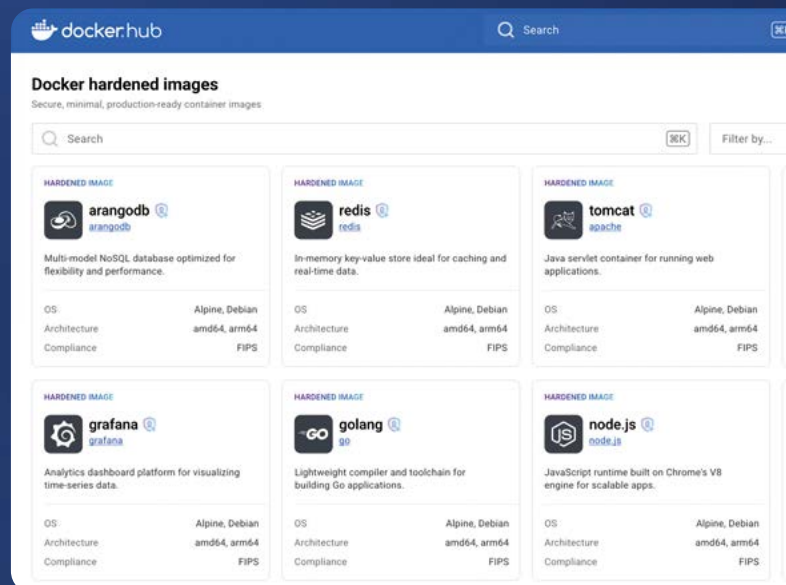 docker.hub
Search
Docker hardened images
Secure, minimal, production-ready container images
Search
⌘K
Filter by...
HARDENED IMAGE
arangodb
arangodb
Multi-model NoSQL database optimized for
flexibility and performance.
OS Alpine, Debian
Architecture amd64, arm64
Compliance FIPS
HARDENED IMAGE
redis
redis
In-memory key-value store ideal for caching and
real-time data.
OS Alpine, Debian
Architecture amd64, arm64
Compliance FIPS
HARDENED IMAGE
tomcat
apache
Java servlet container for running web
applications.
OS Alpine, Debian
Architecture amd64, arm64
Compliance FIPS
HARDENED IMAGE
grafana
grafana
Analytics dashboard platform for visualizing
time-series data.
OS Alpine, Debian
Architecture amd64, arm64
Compliance FIPS
HARDENED IMAGE
GO
golang
go
Lightweight compiler and toolchain for
building Go applications.
OS Alpine, Debian
Architecture amd64, arm64
Compliance FIPS
HARDENED IMAGE
JS
node.js
node.js
JavaScript runtime built on Chrome's V8
engine for scalable apps.
OS Alpine, Debian
Architecture amd64, arm64
Compliance FIPS